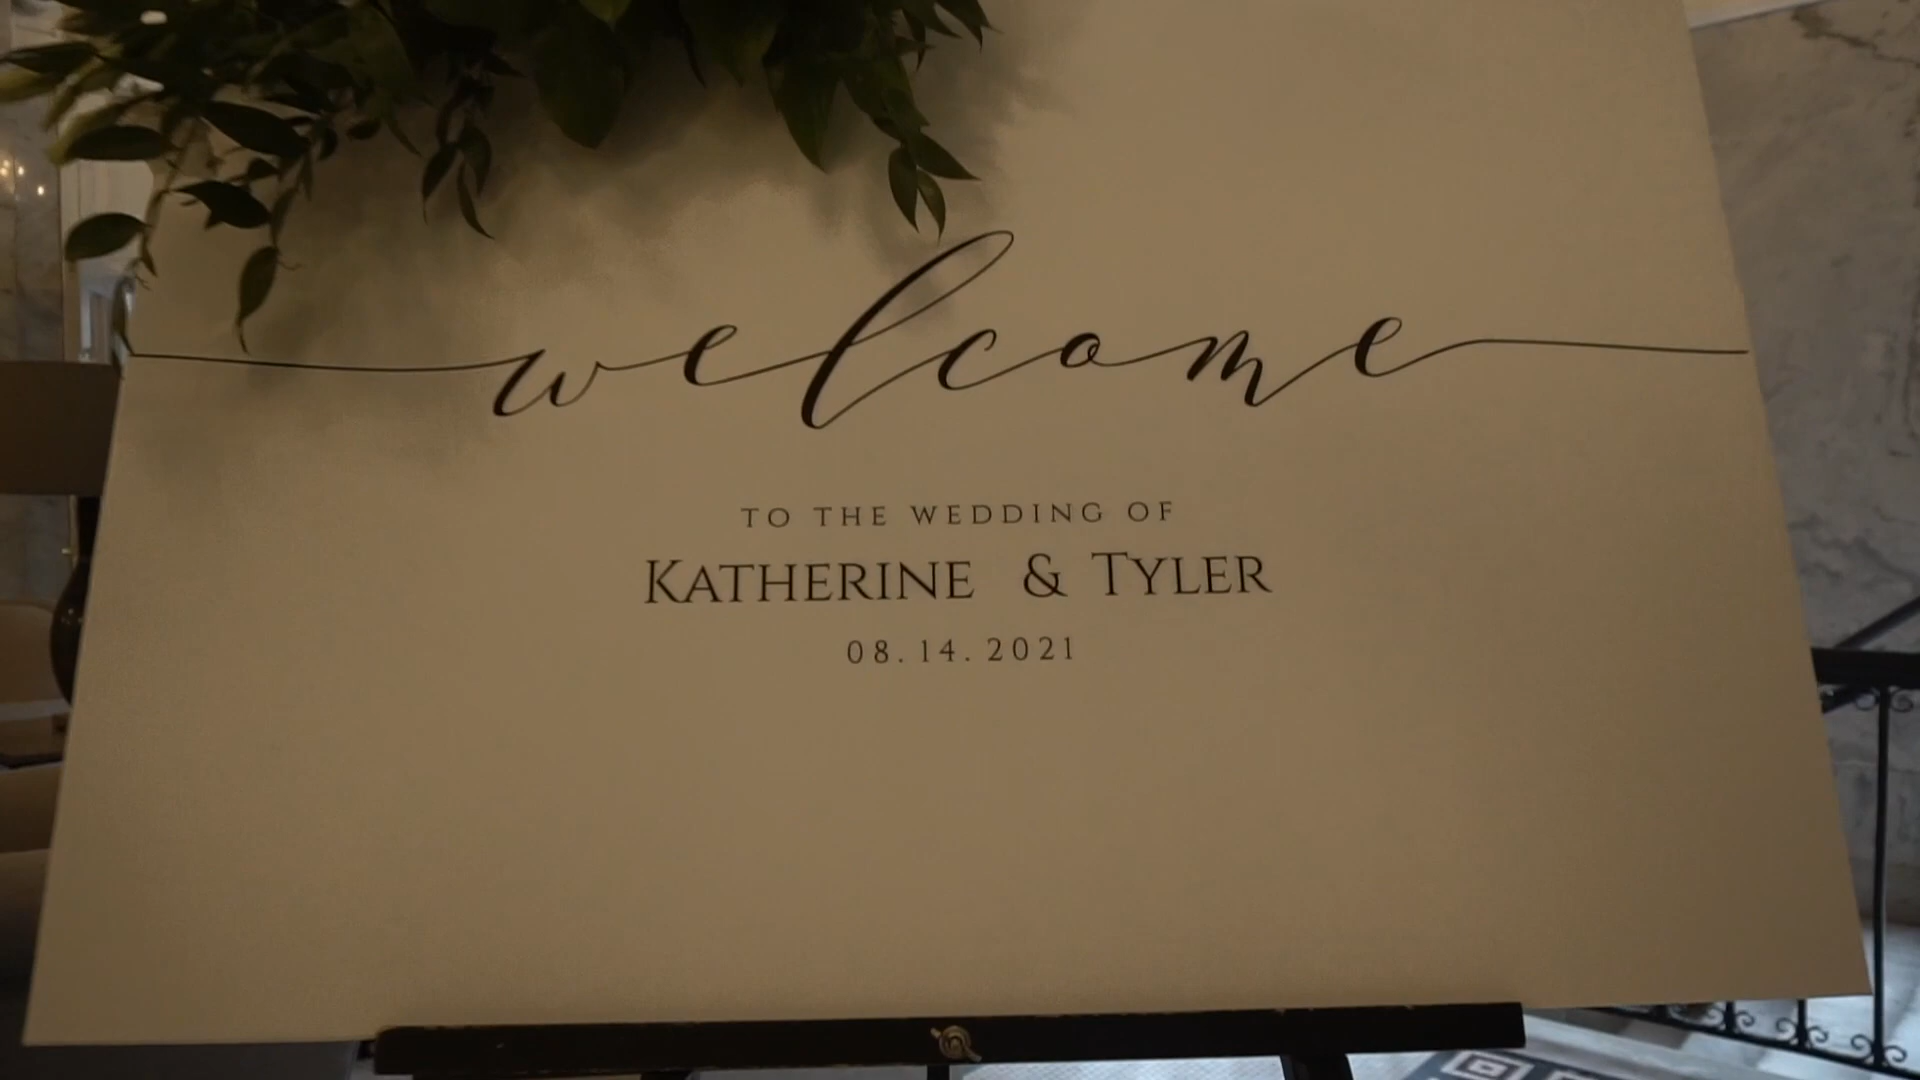 welcome
TO THE WEDDING OF
KATHERINE & TYLER
08.14.2021